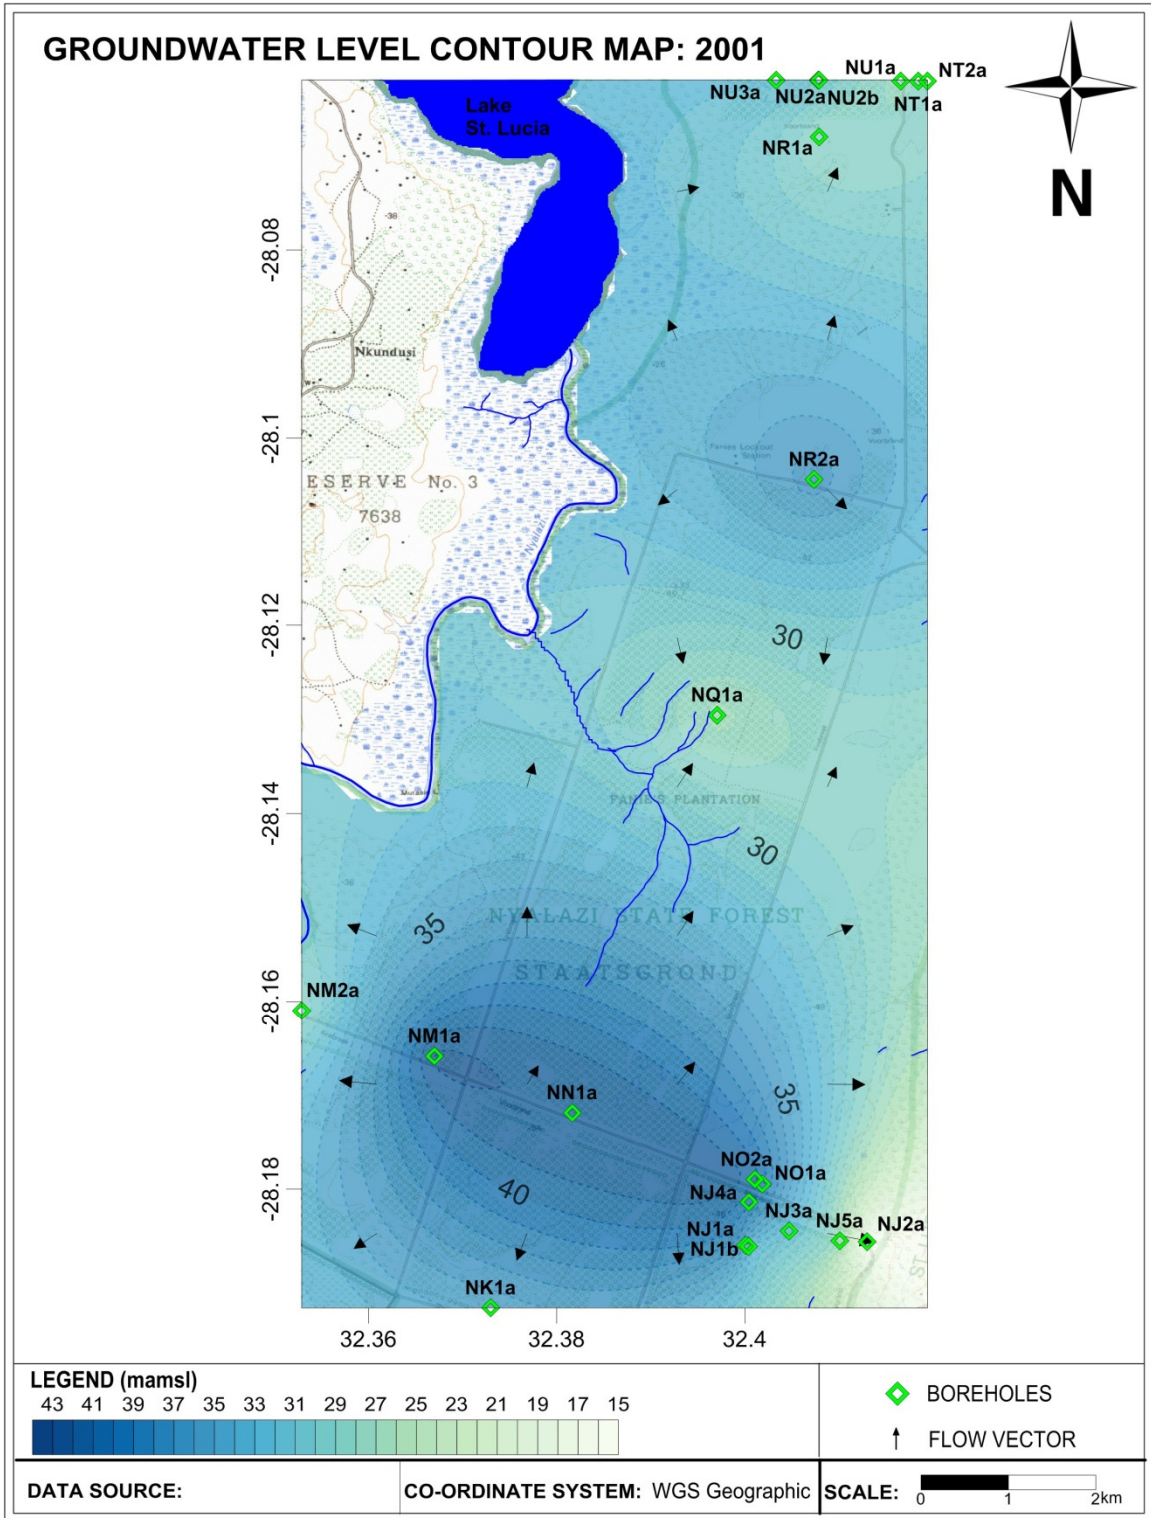 GROUNDWATER LEVEL CONTOUR MAP: 2001
Lake
St. Lucia
NU3a
NU2a
NU2b
NU1a
NT1a
NT2a
NR1a
N
-28.08
Nkundusi
-28.1
NR2a
ESERVE No. 3
7638
Nyalazi
-28.12
30
NQ1a
-28.14
FANIE'S PLANTATION
30
35
NYALAZI STATE FOREST
STAATSGROND
-28.16
NM2a
NM1a
NN1a
35
-28.18
NO2a
NO1a
40
NJ4a
NJ3a
NJ5a
NJ2a
NJ1a
NJ1b
NK1a
32.36
32.38
32.4
LEGEND (mamsl)
43 41 39 37 35 33 31 29 27 25 23 21 19 17 15
BOREHOLES
FLOW VECTOR
DATA SOURCE:
CO-ORDINATE SYSTEM: WGS Geographic
SCALE:
0 1 2km